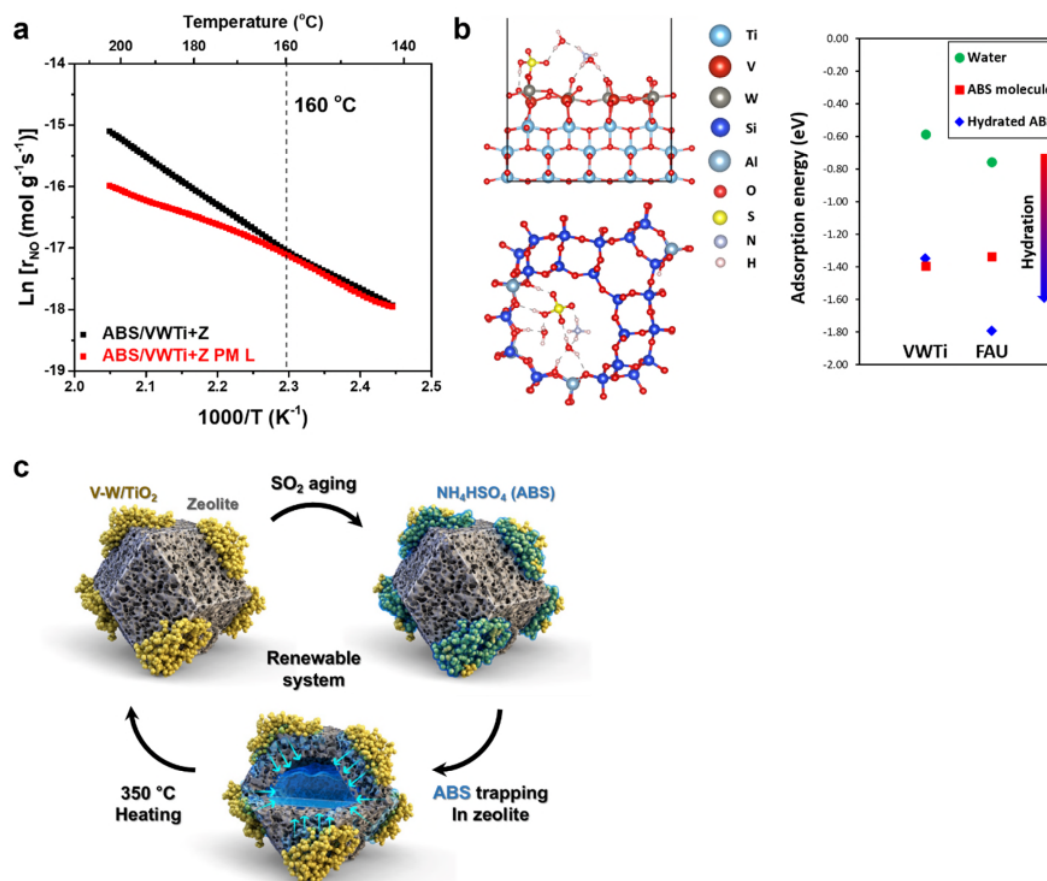 a
Temperature (°C)
200 180 160 140
Ln [rNO (mol g⁻¹s⁻¹)]
-14
-15
-16
-17
-18
-19
160 °C
ABS/VWTi+Z
ABS/VWTi+Z PM L
2.0 2.1 2.2 2.3 2.4 2.5
1000/T (K⁻¹)
b
Ti
V
W
Si
Al
O
S
N
H
Adsorption energy (eV)
0.00
-0.20
-0.40
-0.60
-0.80
-1.00
-1.20
-1.40
-1.60
-1.80
-2.00
Water
ABS molecule
Hydrated ABS
Hydration
VWTi FAU
c
V-W/TiO₂
Zeolite
SO₂ aging
NH₄HSO₄ (ABS)
Renewable
system
350 °C
Heating
ABS trapping
In zeolite